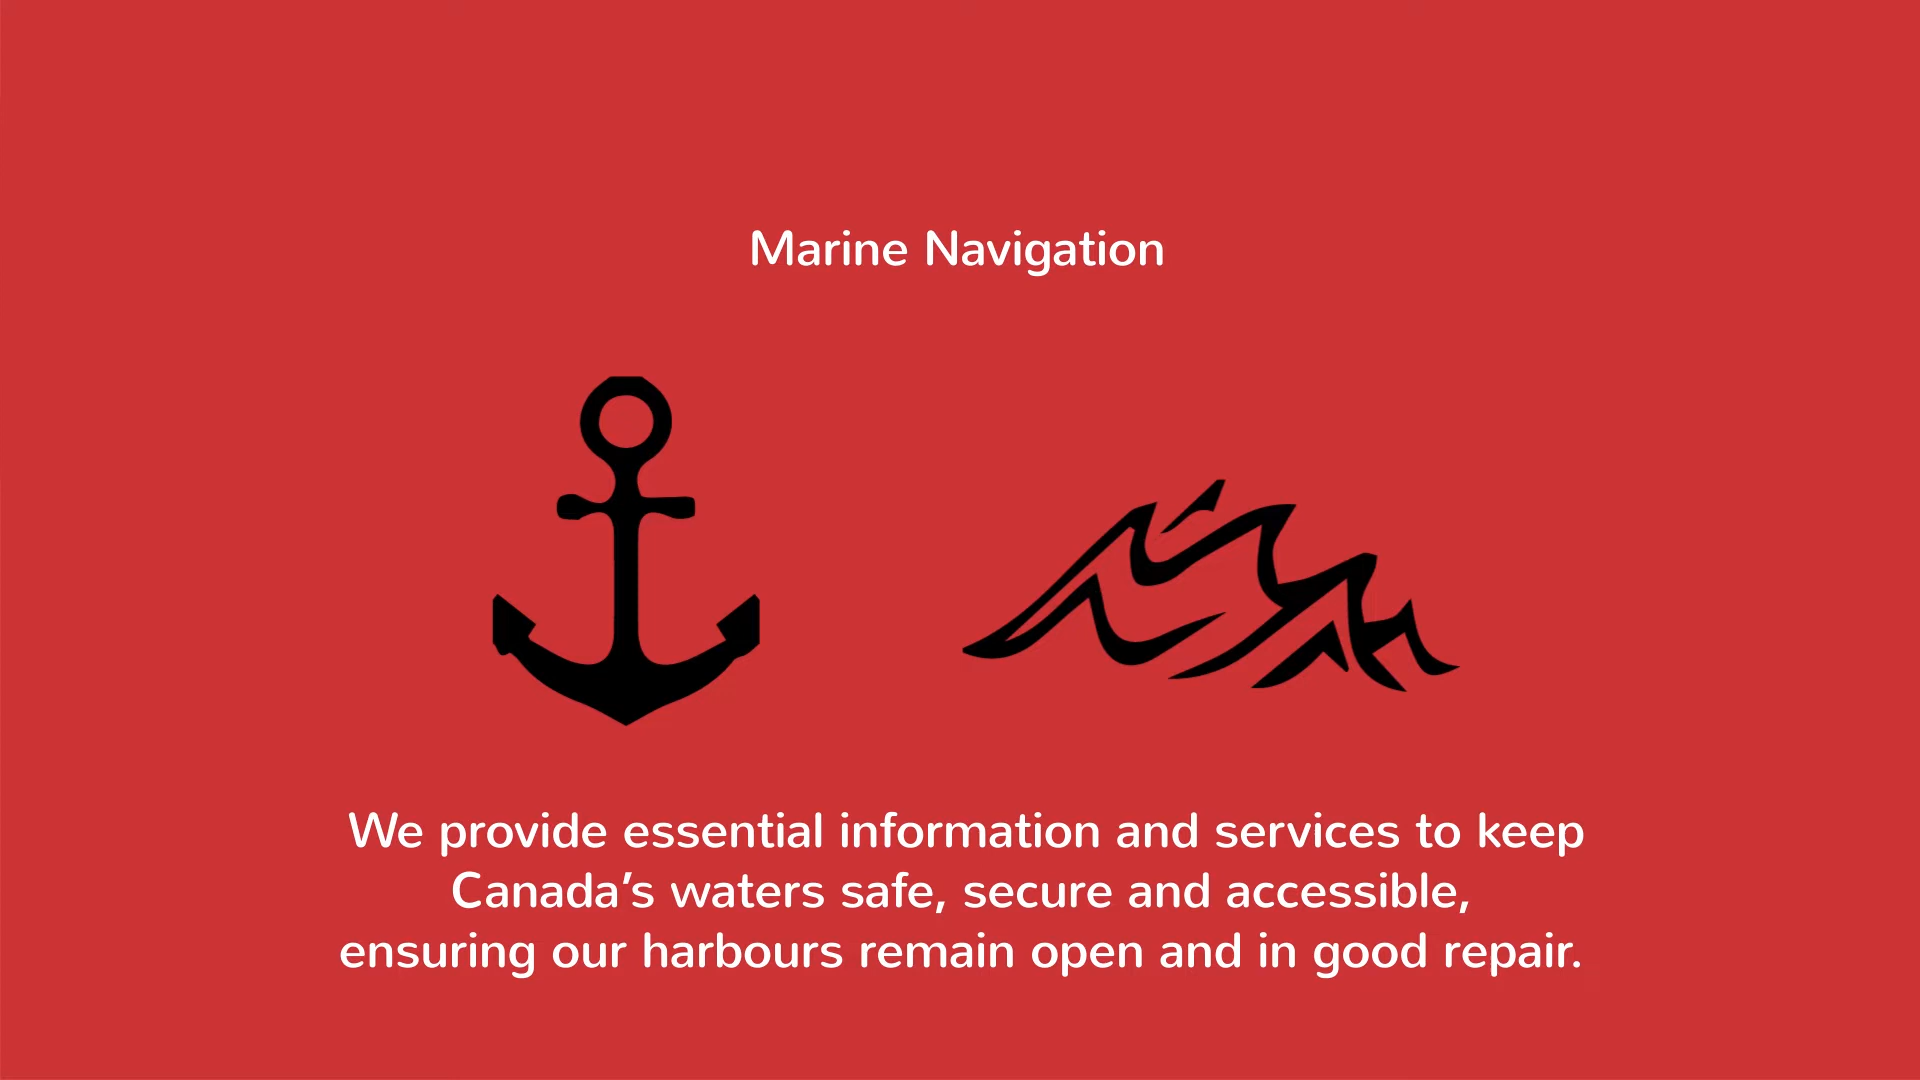 Marine Navigation
We provide essential information and services to keep
Canada’s waters safe, secure and accessible,
ensuring our harbours remain open and in good repair.